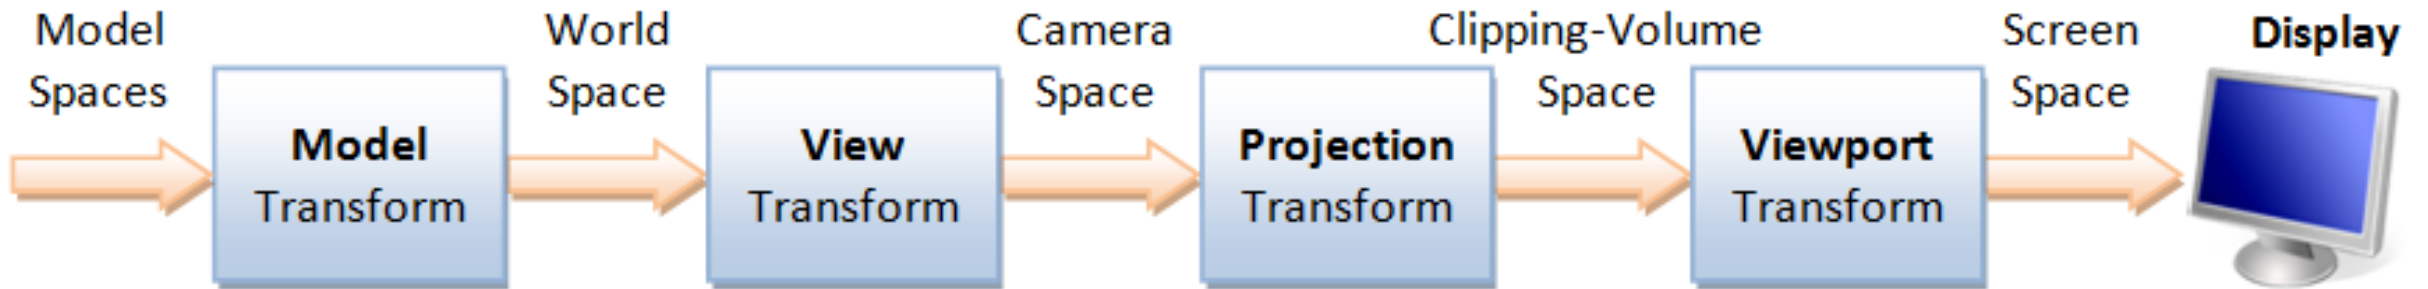 Model
Spaces
Model
Transform
World
Space
View
Transform
Camera
Space
Projection
Transform
Clipping-Volume
Space
Viewport
Transform
Screen
Space
Display